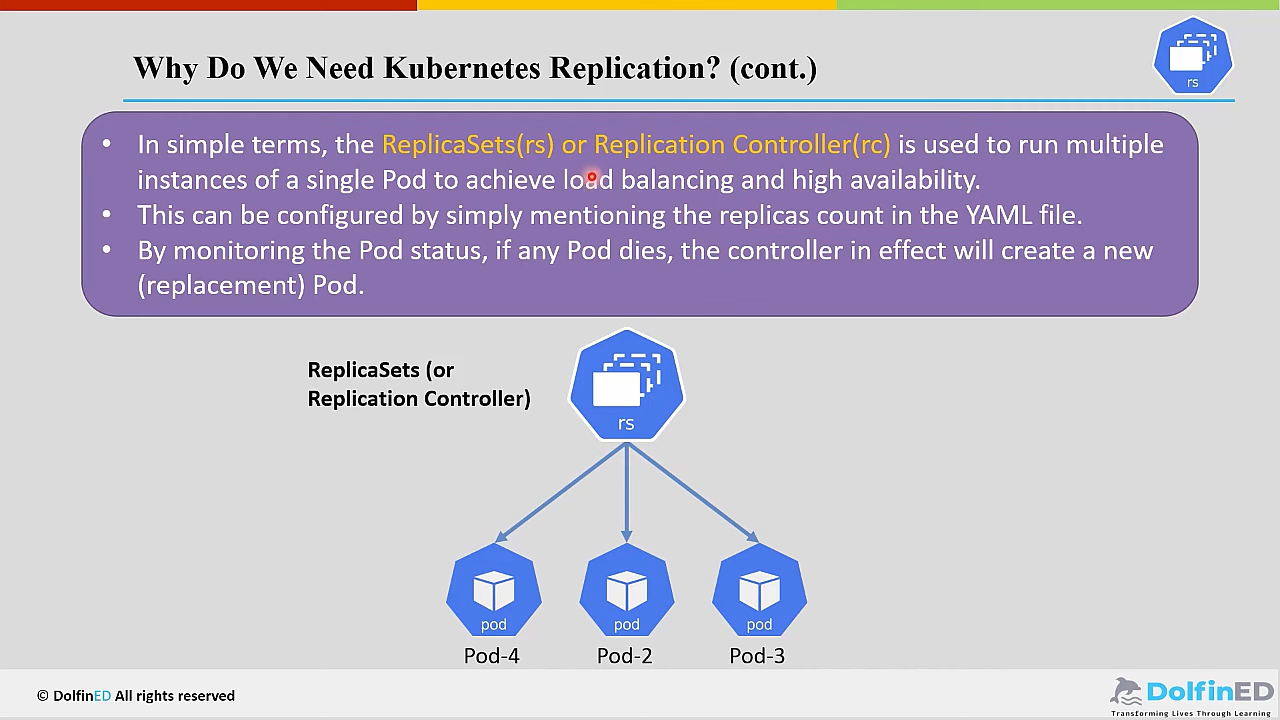 Why Do We Need Kubernetes Replication? (cont.)
rs
• In simple terms, the ReplicaSets(rs) or Replication Controller(rc) is used to run multiple
instances of a single Pod to achieve load balancing and high availability.
• This can be configured by simply mentioning the replicas count in the YAML file.
• By monitoring the Pod status, if any Pod dies, the controller in effect will create a new
(replacement) Pod.
ReplicaSets (or
Replication Controller)
rs
pod pod pod
Pod-4 Pod-2 Pod-3
© DolfinED All rights reserved
DolfinED
Transforming Lives Through Learning